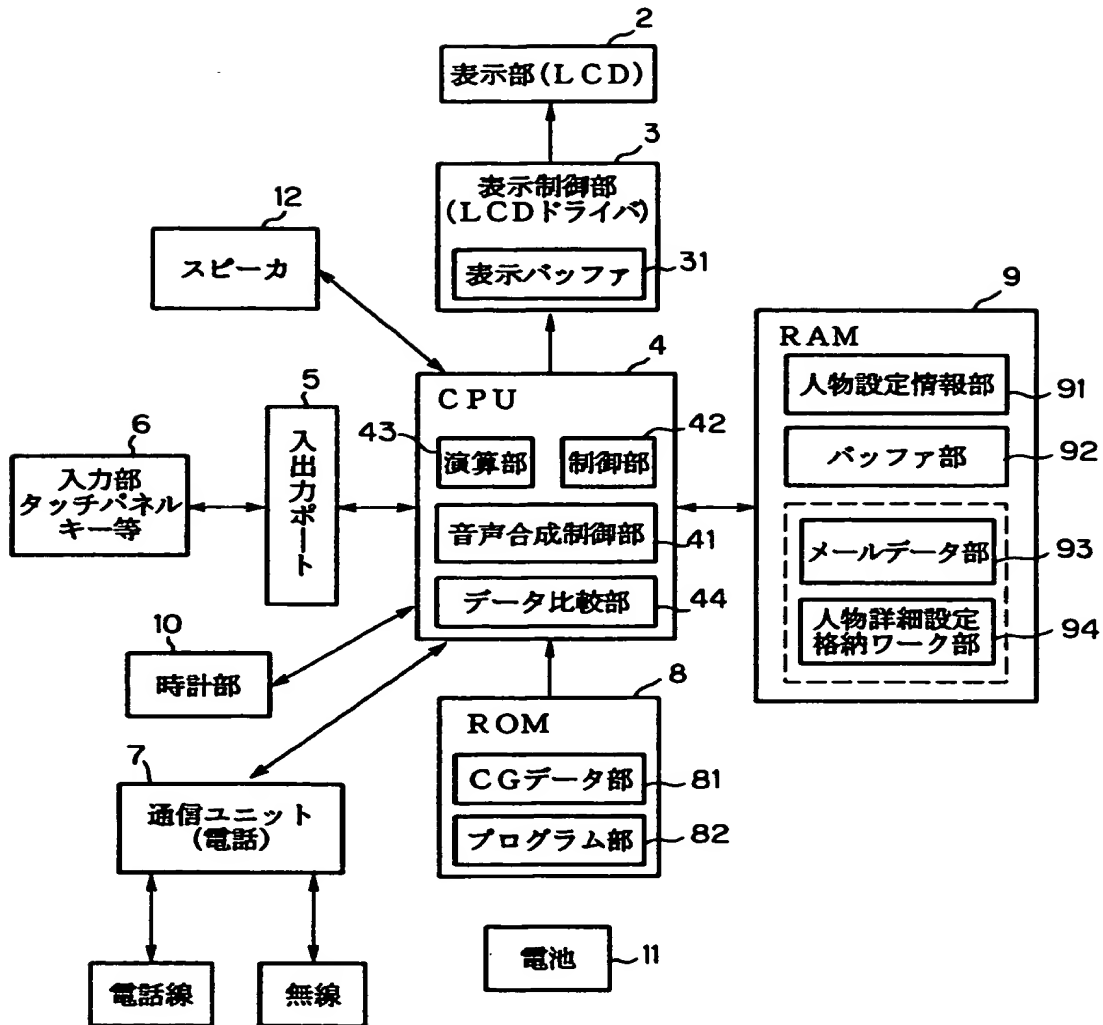 2
表示部(LCD)
3
表示制御部
(LCDドライバ)
表示バッファ
31
12
スピーカ
4
CPU
43
演算部
42
制御部
音声合成制御部
41
データ比較部
44
5
入出力ポート
6
入力部
タッチパネル
キー等
9
RAM
人物設定情報部
91
バッファ部
92
メールデータ部
93
人物詳細設定
格納ワーク部
94
10
時計部
8
ROM
CGデータ部
81
プログラム部
82
7
通信ユニット
(電話)
電話線
無線
電池
11